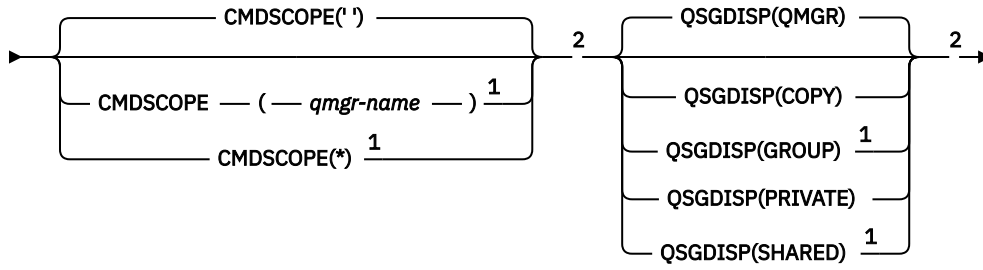 CMDSCOPE(' ')
CMDSCOPE ( qmgr-name ) 1
CMDSCOPE(*) 1
2
QSGDISP(QMGR)
QSGDISP(COPY)
QSGDISP(GROUP) 1
QSGDISP(PRIVATE)
QSGDISP(SHARED) 1
2